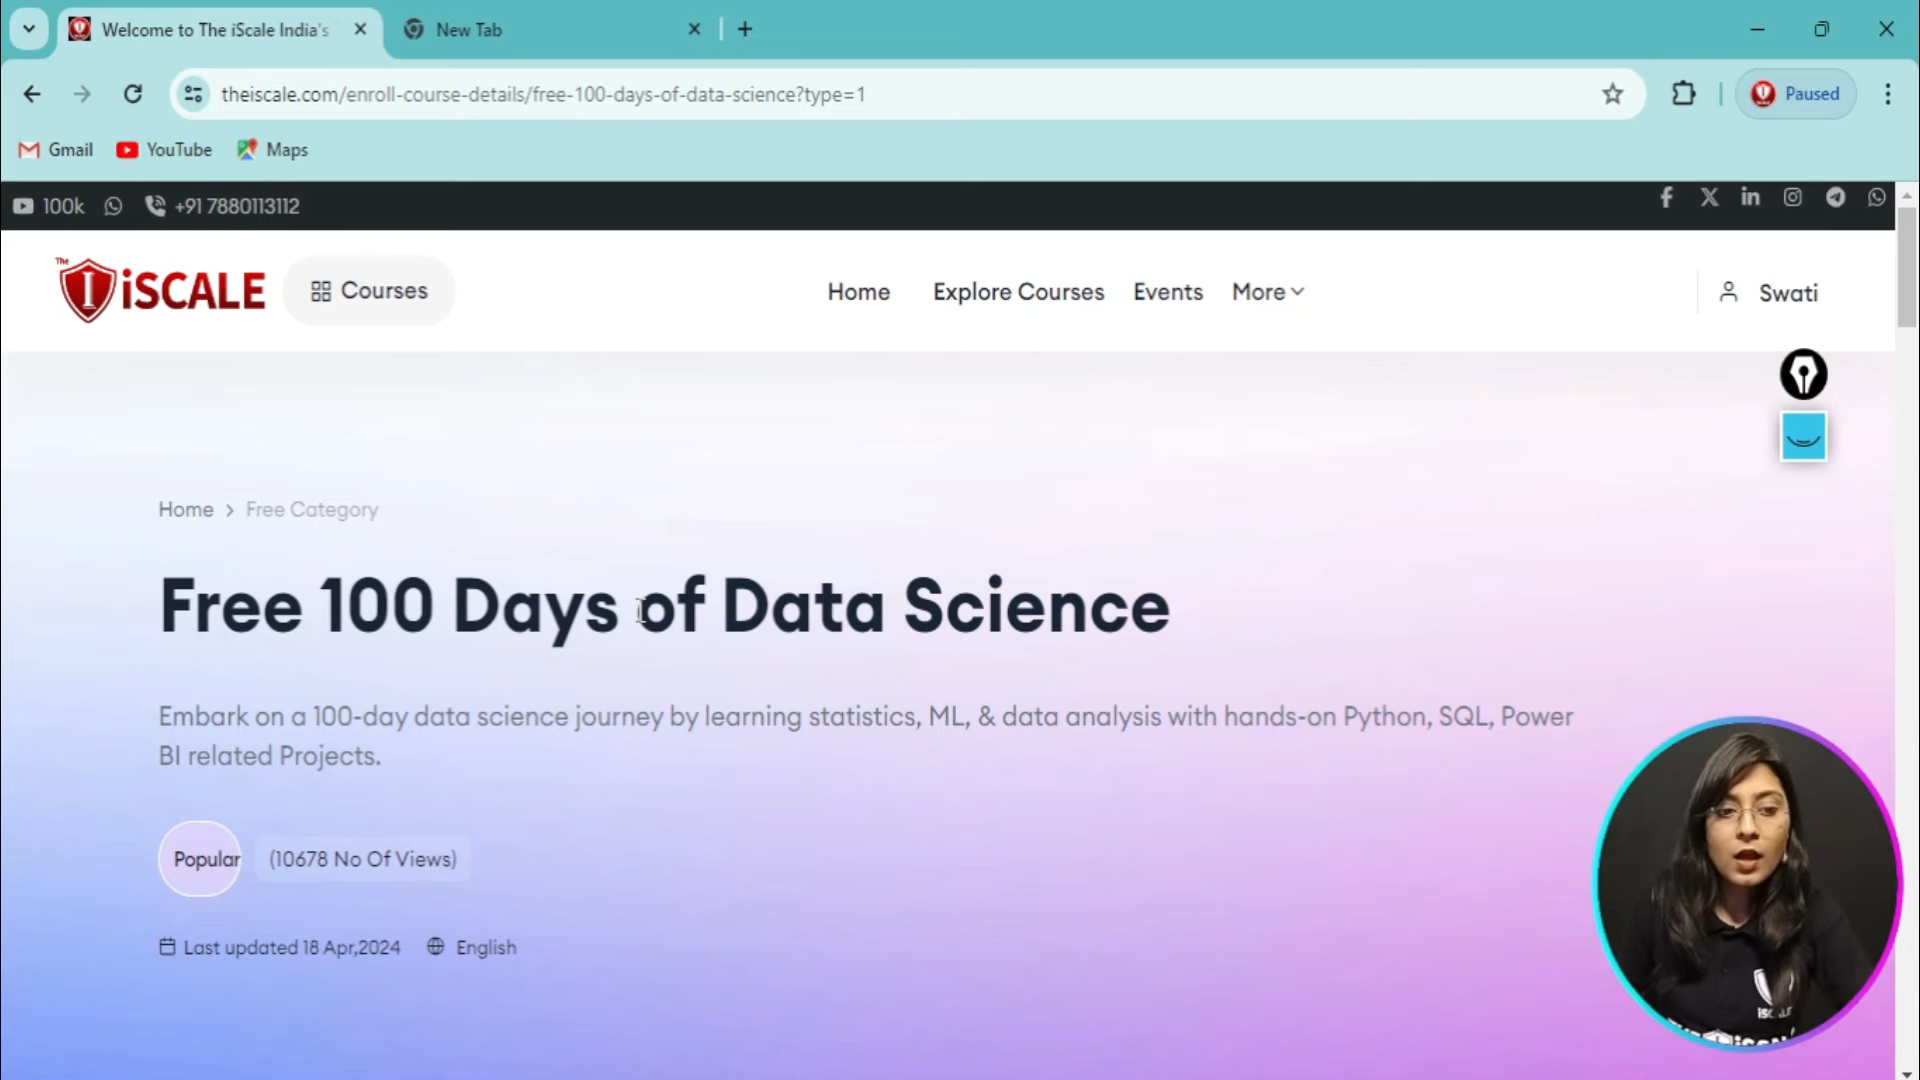 Welcome to The iScale India's
New Tab
theiscale.com/enroll-course-details/free-100-days-of-data-science?type=1
Paused
Gmail
YouTube
Maps
100k
+91 7880113112
The
iSCALE
Courses
Home
Explore Courses
Events
More
Swati
Home > Free Category
Free 100 Days of Data Science
Embark on a 100-day data science journey by learning statistics, ML, & data analysis with hands-on Python, SQL, Power
BI related Projects.
Popular
(10678 No Of Views)
Last updated 18 Apr,2024
English